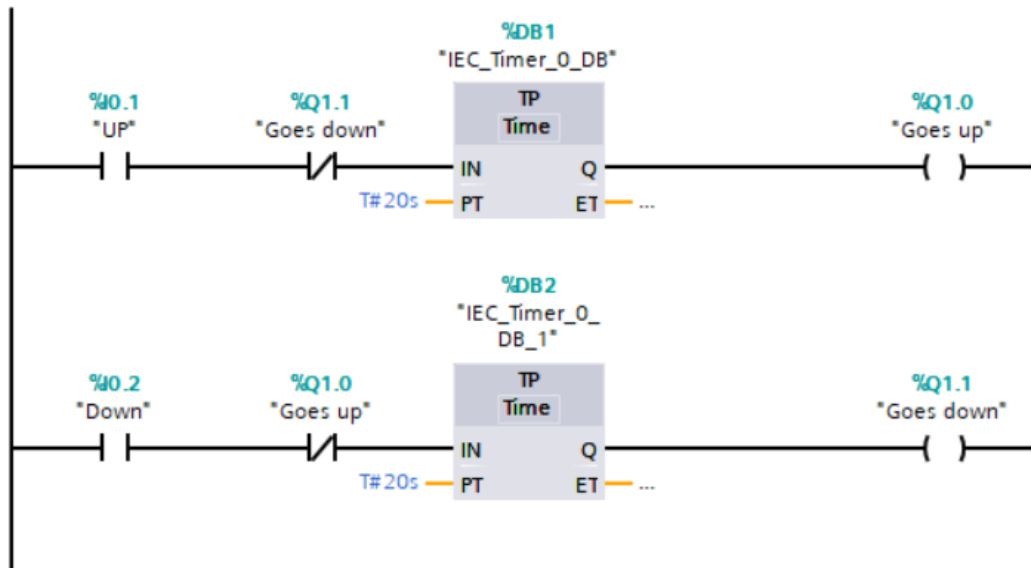 %DB1
"IEC_Timer_0_DB"
%I0.1 %Q1.1 TP %Q1.0
"UP" "Goes down" Time "Goes up"
IN Q
T#20s PT ET ...
%DB2
"IEC_Timer_0_
DB_1"
%I0.2 %Q1.0 TP %Q1.1
"Down" "Goes up" Time "Goes down"
IN Q
T#20s PT ET ...